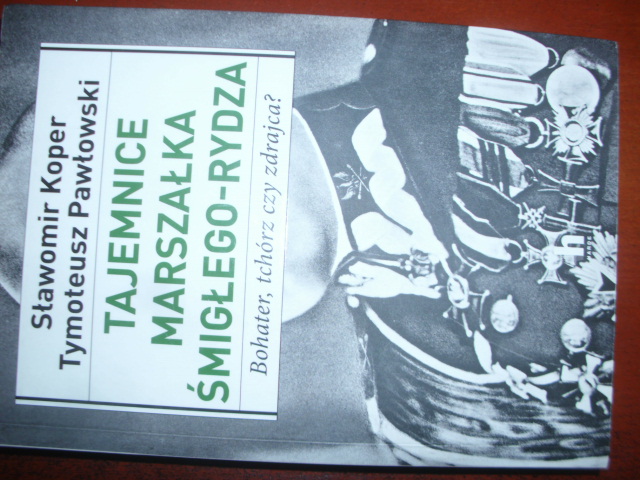 Sławomir Koper
Tymoteusz Pawłowski
TAJEMNICE
MARSZAŁKA
ŚMIGŁEGO-RYDZA
Bohater, tchórz czy zdrajca?